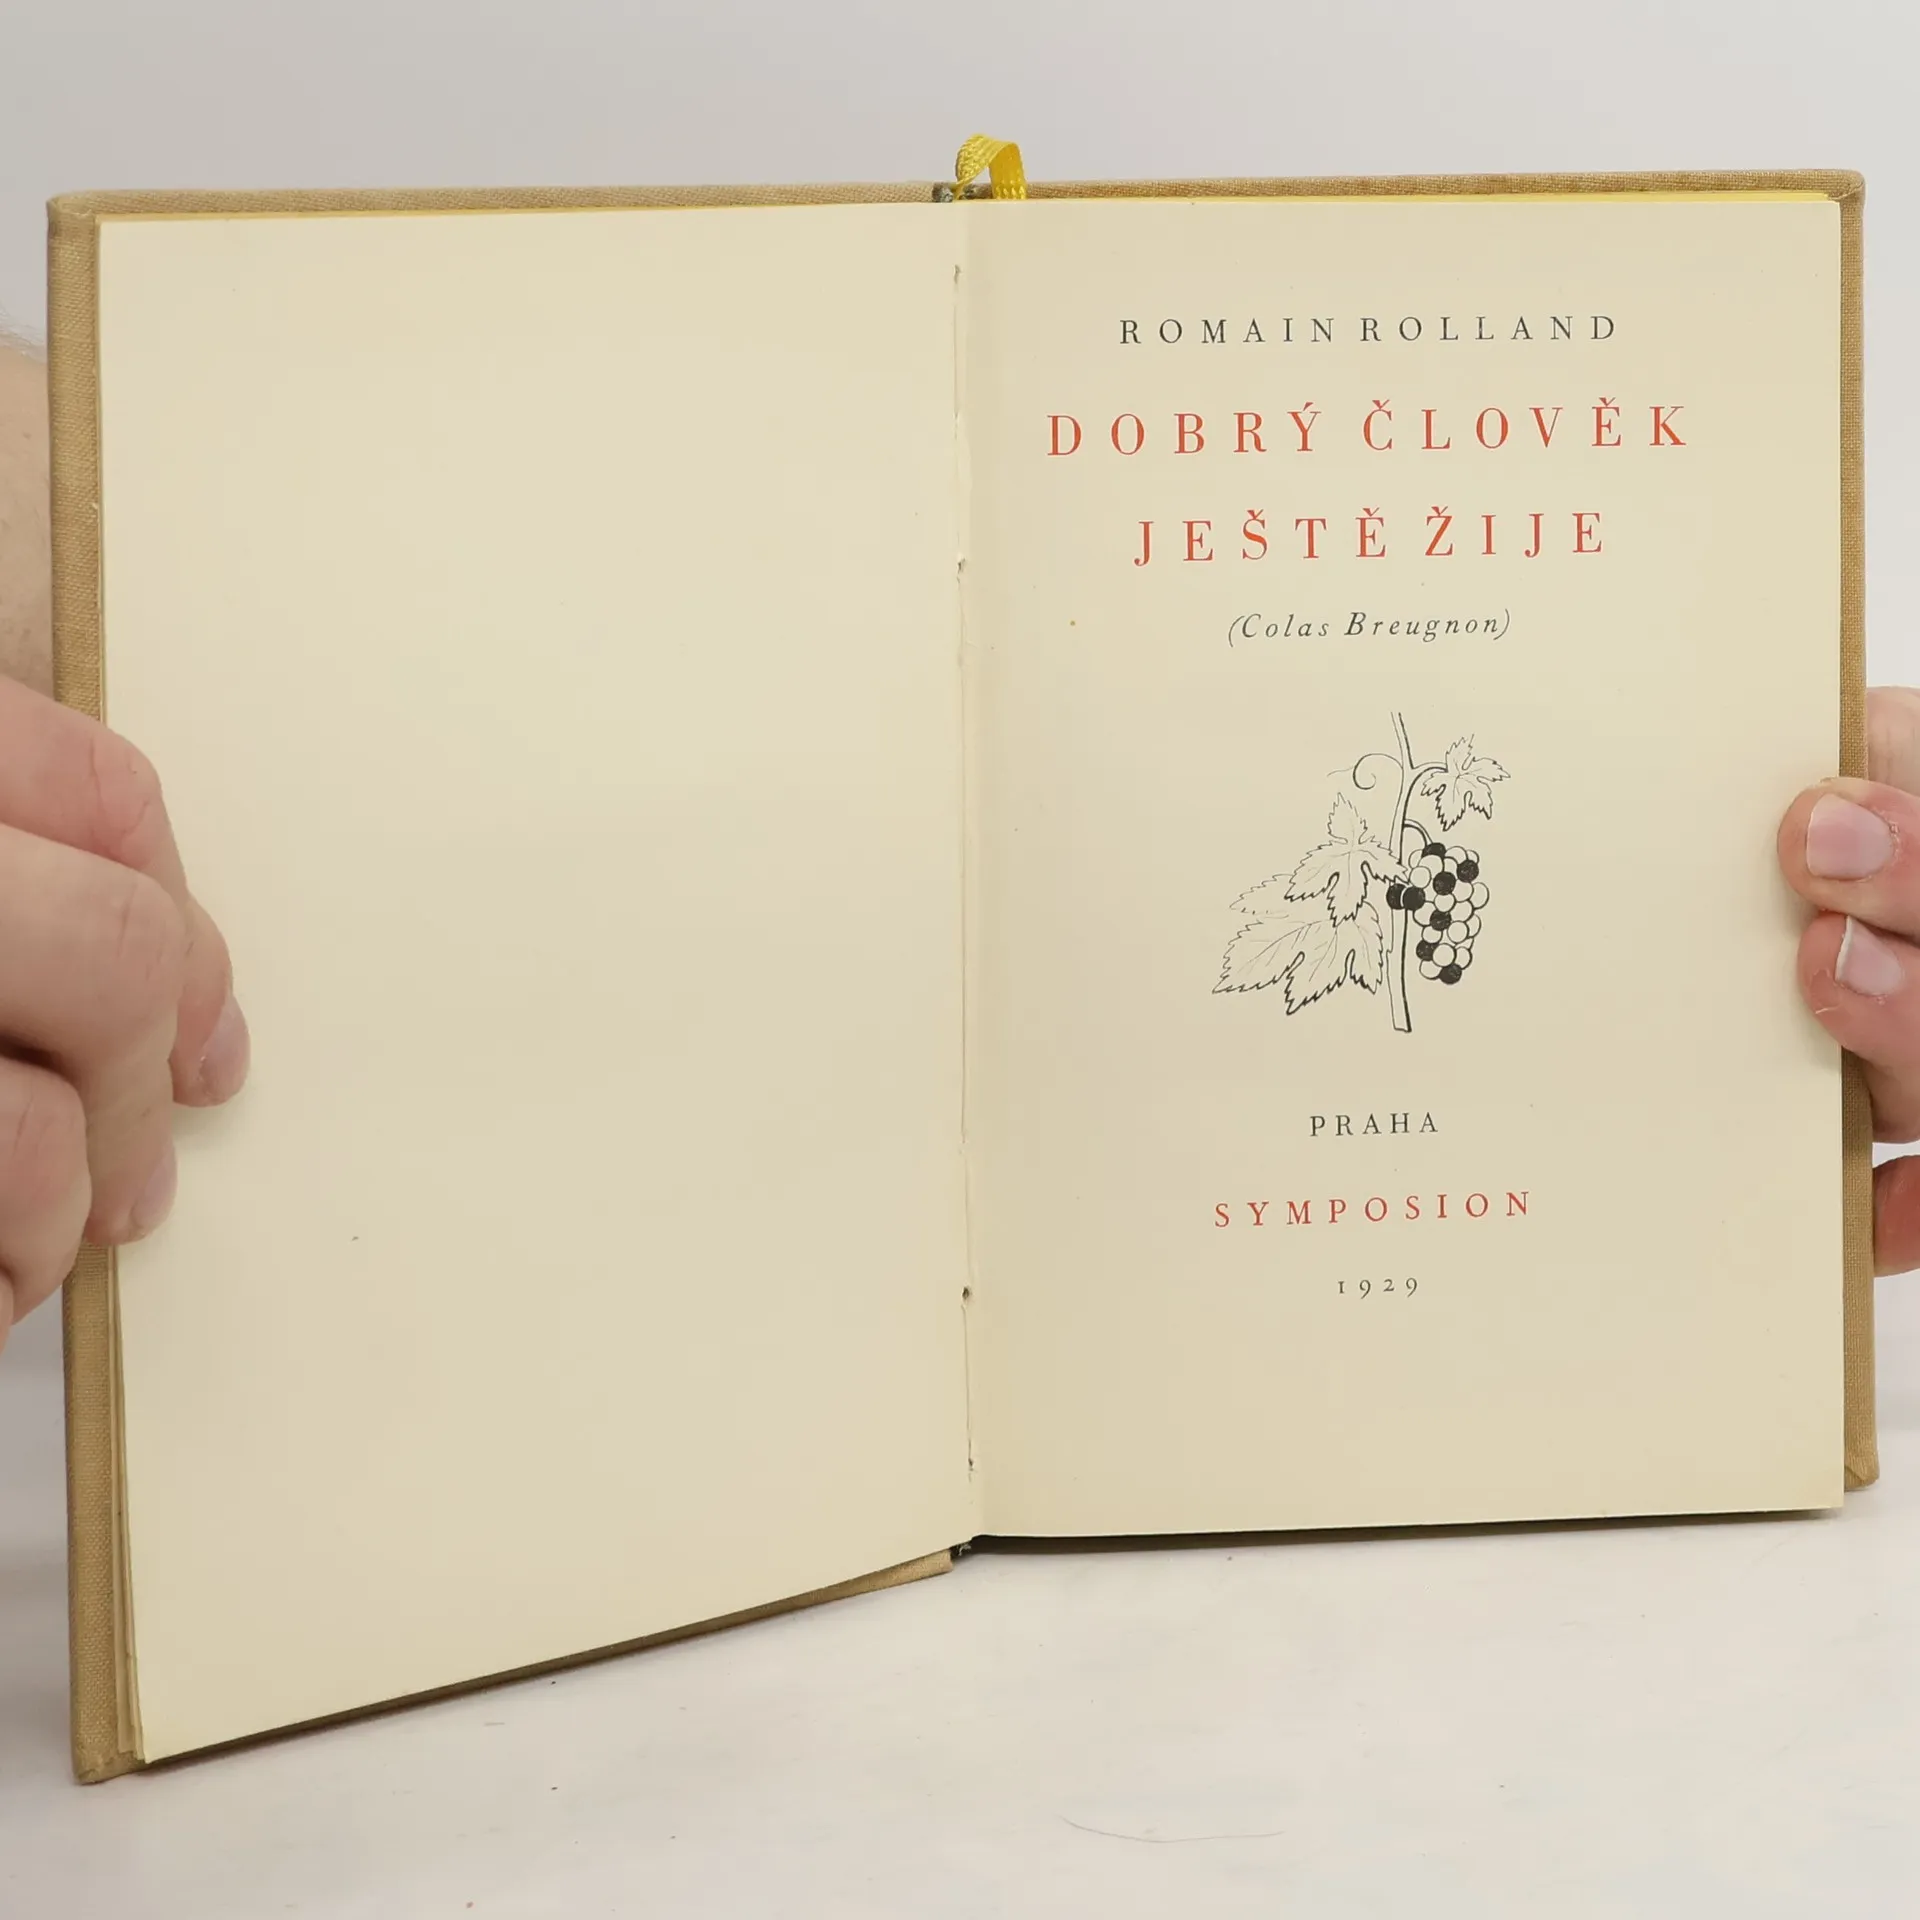 ROMAIN ROLLAND
DOBRÝ ČLOVĚK
JEŠTĚ ŽIJE
(Colas Breugnon)
PRAHA
SYMPOSION
1929